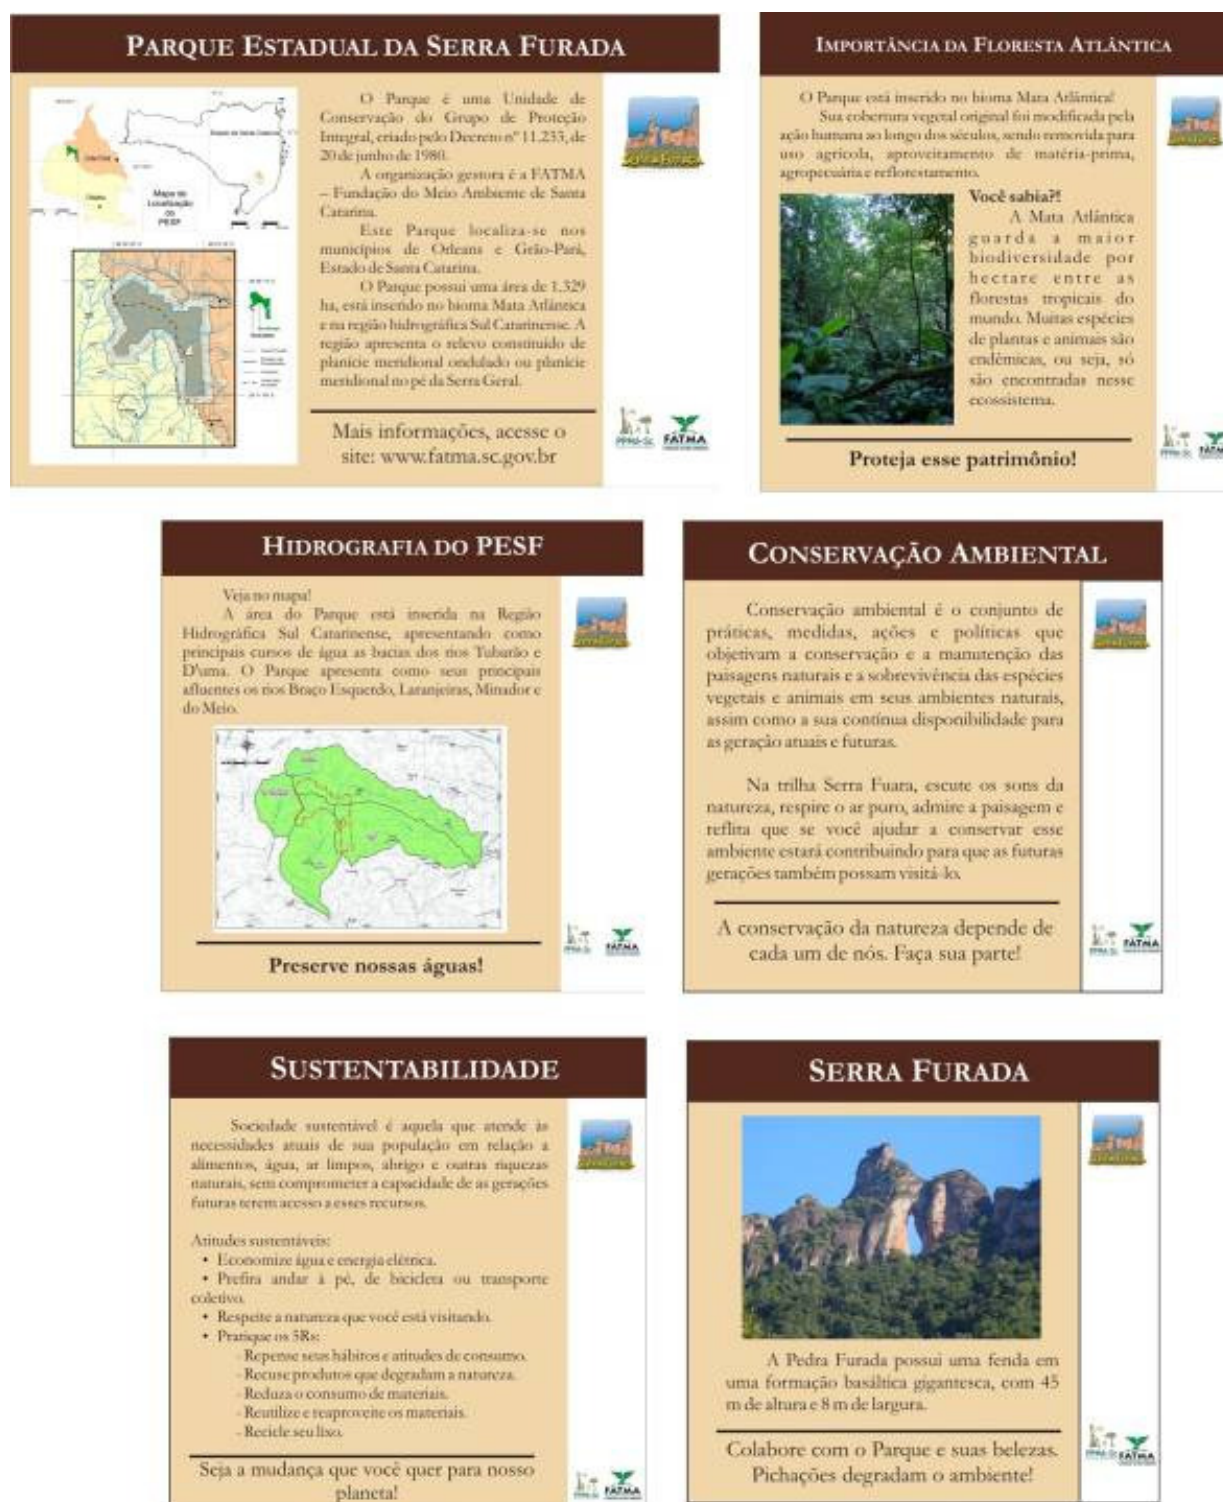 PARQUE ESTADUAL DA SERRA FURADA
O Parque é uma Unidade de
Conservação do Grupo de Proteção
Integral, criado pelo Decreto nº 11.233, de
20 de junho de 1980.
A organização gestora é a FATMA
– Fundação do Meio Ambiente de Santa
Catarina.
Este Parque localiza-se nos
municípios de Orleans e Grão-Pará,
Estado de Santa Catarina.
O Parque possui uma área de 1.329
ha, está inserido no bioma Mata Atlântica
e na região hidrográfica Sul Catarinense. A
região apresenta o relevo constituído de
planície meridional ondulado ou planície
meridional no pé da Serra Geral.
Mapa de
Localização
do
PESF
SERRA FURADA
Mais informações, acesse o
site: www.fatma.sc.gov.br
PPMA-SC FATMA
IMPORTÂNCIA DA FLORESTA ATLÂNTICA
O Parque está inserido no bioma Mata Atlântica!
Sua cobertura vegetal original foi modificada pela
ação humana ao longo dos séculos, sendo removida para
uso agrícola, aproveitamento de matéria-prima,
agropecuária e reflorestamento.
Você sabia?!
A Mata Atlântica
guarda a maior
biodiversidade por
hectare entre as
florestas tropicais do
mundo. Muitas espécies
de plantas e animais são
endêmicas, ou seja, só
são encontradas nesse
ecossistema.
Proteja esse patrimônio!
HIDROGRAFIA DO PESF
Veja no mapa!
A área do Parque está inserida na Região
Hidrográfica Sul Catarinense, apresentando como
principais cursos de água as bacias dos rios Tubarão e
D'uma. O Parque apresenta como seus principais
afluentes os rios Braço Esquerdo, Laranjeiras, Minador e
do Meio.
Preserve nossas águas!
FATMA
CONSERVAÇÃO AMBIENTAL
Conservação ambiental é o conjunto de
práticas, medidas, ações e políticas que
objetivam a conservação e a manutenção das
paisagens naturais e a sobrevivência das espécies
vegetais e animais em seus ambientes naturais,
assim como a sua contínua disponibilidade para
as geração atuais e futuras.
Na trilha Serra Fuara, escute os sons da
natureza, respire o ar puro, admire a paisagem e
reflita que se você ajudar a conservar esse
ambiente estará contribuindo para que as futuras
gerações também possam visitá-lo.
A conservação da natureza depende de
cada um de nós. Faça sua parte!
FATMA
SUSTENTABILIDADE
Sociedade sustentável é aquela que atende às
necessidades atuais de sua população em relação a
alimentos, água, ar limpos, abrigo e outras riquezas
naturais, sem comprometer a capacidade de as gerações
futuras terem acesso a esses recursos.
Atitudes sustentáveis:
• Economize água e energia elétrica.
• Prefira andar à pé, de bicicleta ou transporte
coletivo.
• Respeite a natureza que você está visitando.
• Pratique os 5Rs:
- Repense seus hábitos e atitudes de consumo.
- Recuse produtos que degradam a natureza.
- Reduza o consumo de materiais.
- Reutilize e reaproveite os materiais.
- Recicle seu lixo.
Seja a mudança que você quer para nosso
planeta!
FATMA
SERRA FURADA
A Pedra Furada possui uma fenda em
uma formação basáltica gigantesca, com 45
m de altura e 8 m de largura.
Colabore com o Parque e suas belezas.
Pichações degradam o ambiente!
FATMA